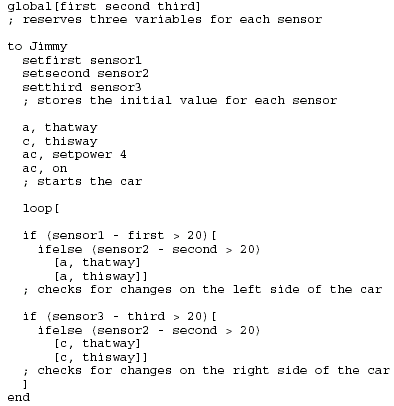 global[first second third]
; reserves three variables for each sensor
to Jimmy
setfirst sensor1
setsecond sensor2
setthird sensor3
; stores the initial value for each sensor
a, thatway
c, thisway
ac, setpower 4
ac, on
; starts the car
loop[
if (sensor1 - first > 20)[
ifelse (sensor2 - second > 20)
[a, thatway]
[a, thisway]]
; checks for changes on the left side of the car
if (sensor3 - third > 20)[
ifelse (sensor2 - second > 20)
[c, thatway]
[c, thisway]]
; checks for changes on the right side of the car
]
end